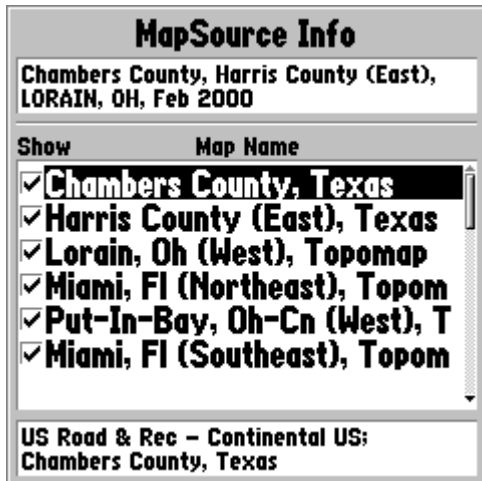 MapSource Info
Chambers County, Harris County (East),
LORAIN, OH, Feb 2000
Show Map Name
Chambers County, Texas
Harris County (East), Texas
Lorain, Oh (West), Topomap
Miami, Fl (Northeast), Topom
Put-In-Bay, Oh-Cn (West), T
Miami, Fl (Southeast), Topom
US Road & Rec - Continental US;
Chambers County, Texas